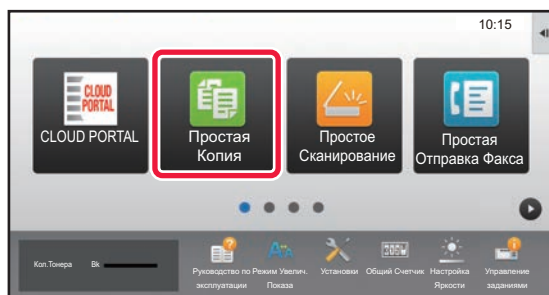 10:15
CLOUD
PORTAL
CLOUD PORTAL
Простая
Копия
Простое
Сканирование
Простая
Отправка Факса
Кол.Тонера Bk
Руководство по
эксплуатации
Режим Увелич.
Показа
Установки
Общий Счетчик
Настройка
Яркости
Управление
заданиями